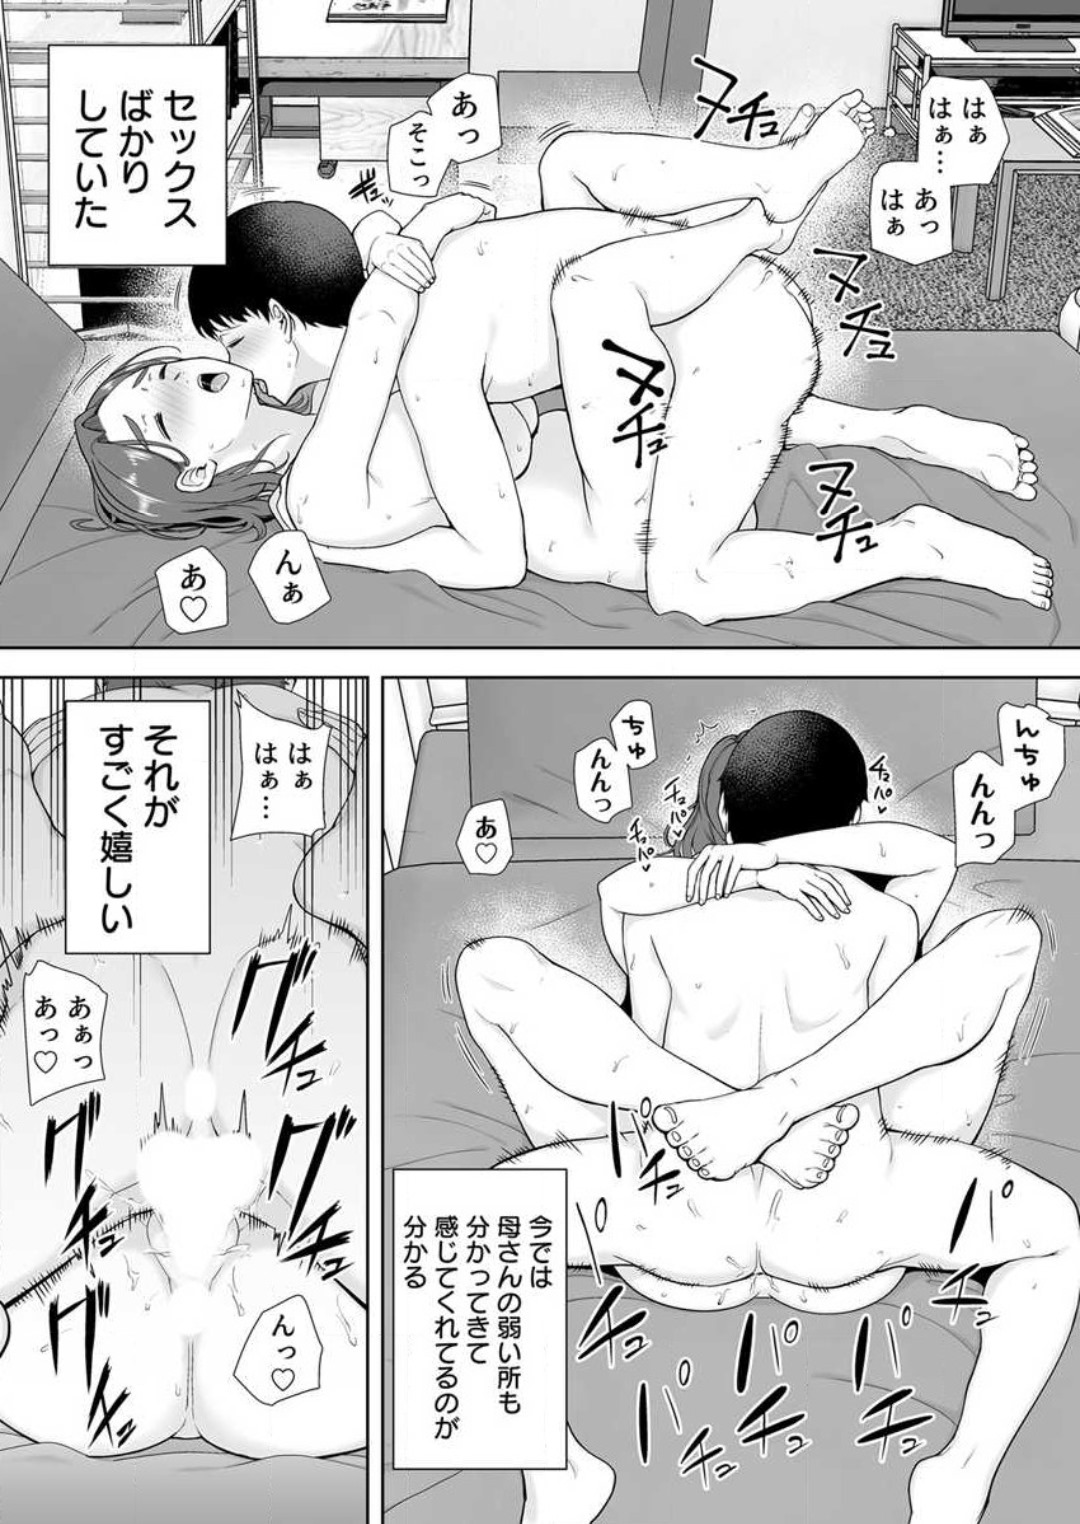 セックス
ばかり
していた
はぁ
はぁ…
あっ
はぁ
あっ
そこっ
ギュッ
ヌチュ
ヌチュ
ヌチュ
ヌチュ
んぁ
あ♡
んちゅ
んんっ
ちゅ
んんっ
チュパ♥
チュパ♥
チュパ♥
あ♡
パチュ
パチュ
パチュ
パチュ
パチュ
今では
母さんの弱い所も
分かってきて
感じてくれてるのが
分かる
それが
すごく嬉しい
はぁ
はぁ…
あぁっ
あっ♡
グチュ
グチュ
グチュ
グチュ
んっ♡